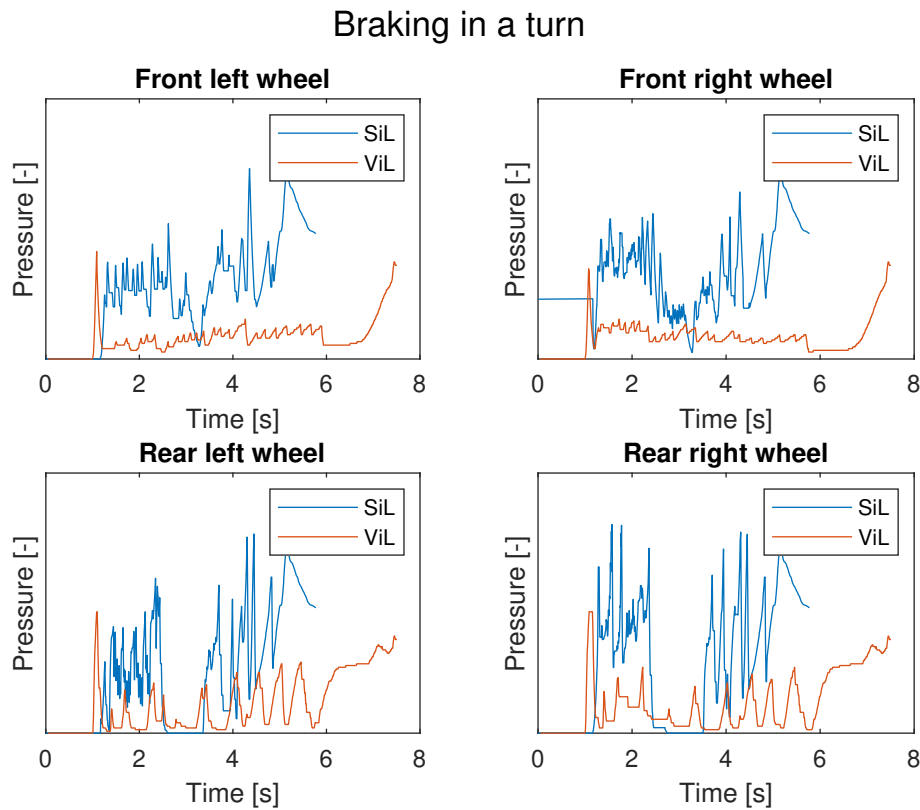 Braking in a turn
Front left wheel
Pressure [-]
SiL
ViL
0 2 4 6 8
Time [s]
Front right wheel
Pressure [-]
SiL
ViL
0 2 4 6 8
Time [s]
Rear left wheel
Pressure [-]
SiL
ViL
0 2 4 6 8
Time [s]
Rear right wheel
Pressure [-]
SiL
ViL
0 2 4 6 8
Time [s]